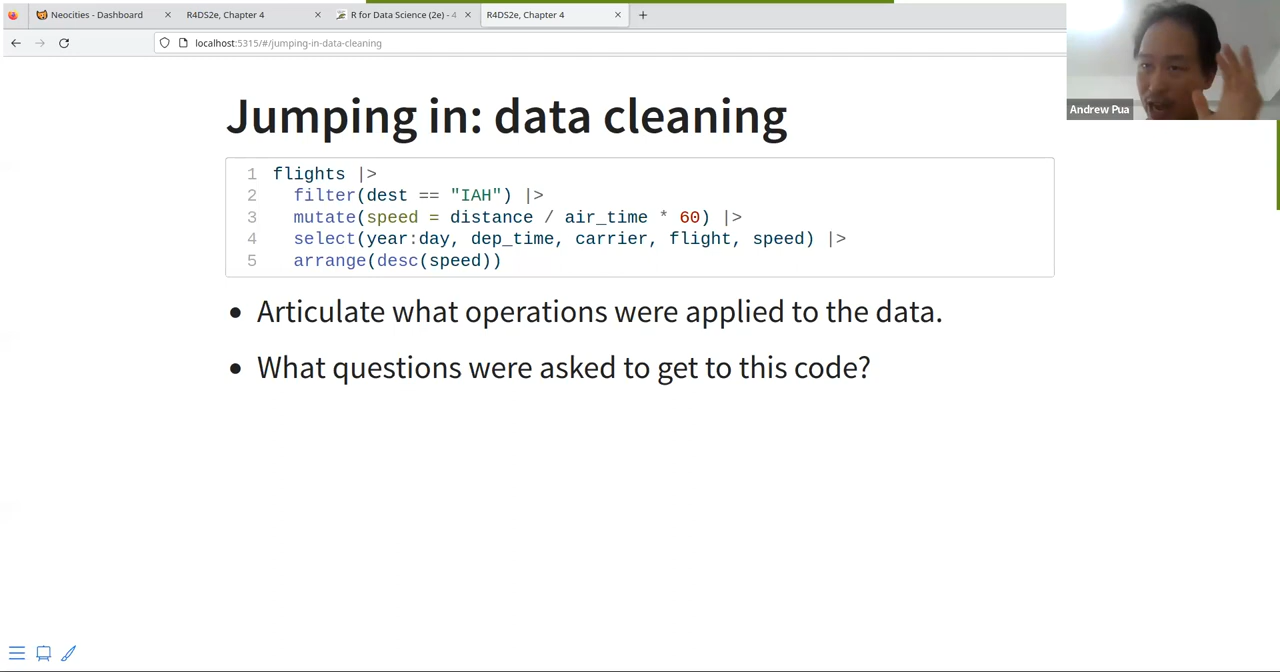 Neocities - Dashboard
R4DS2e, Chapter 4
R for Data Science (2e) - 4
R4DS2e, Chapter 4
localhost:5315/#/jumping-in-data-cleaning
Andrew Pua
Jumping in: data cleaning
1 flights |>
2 filter(dest == "IAH") |>
3 mutate(speed = distance / air_time * 60) |>
4 select(year:day, dep_time, carrier, flight, speed) |>
5 arrange(desc(speed))
• Articulate what operations were applied to the data.
• What questions were asked to get to this code?